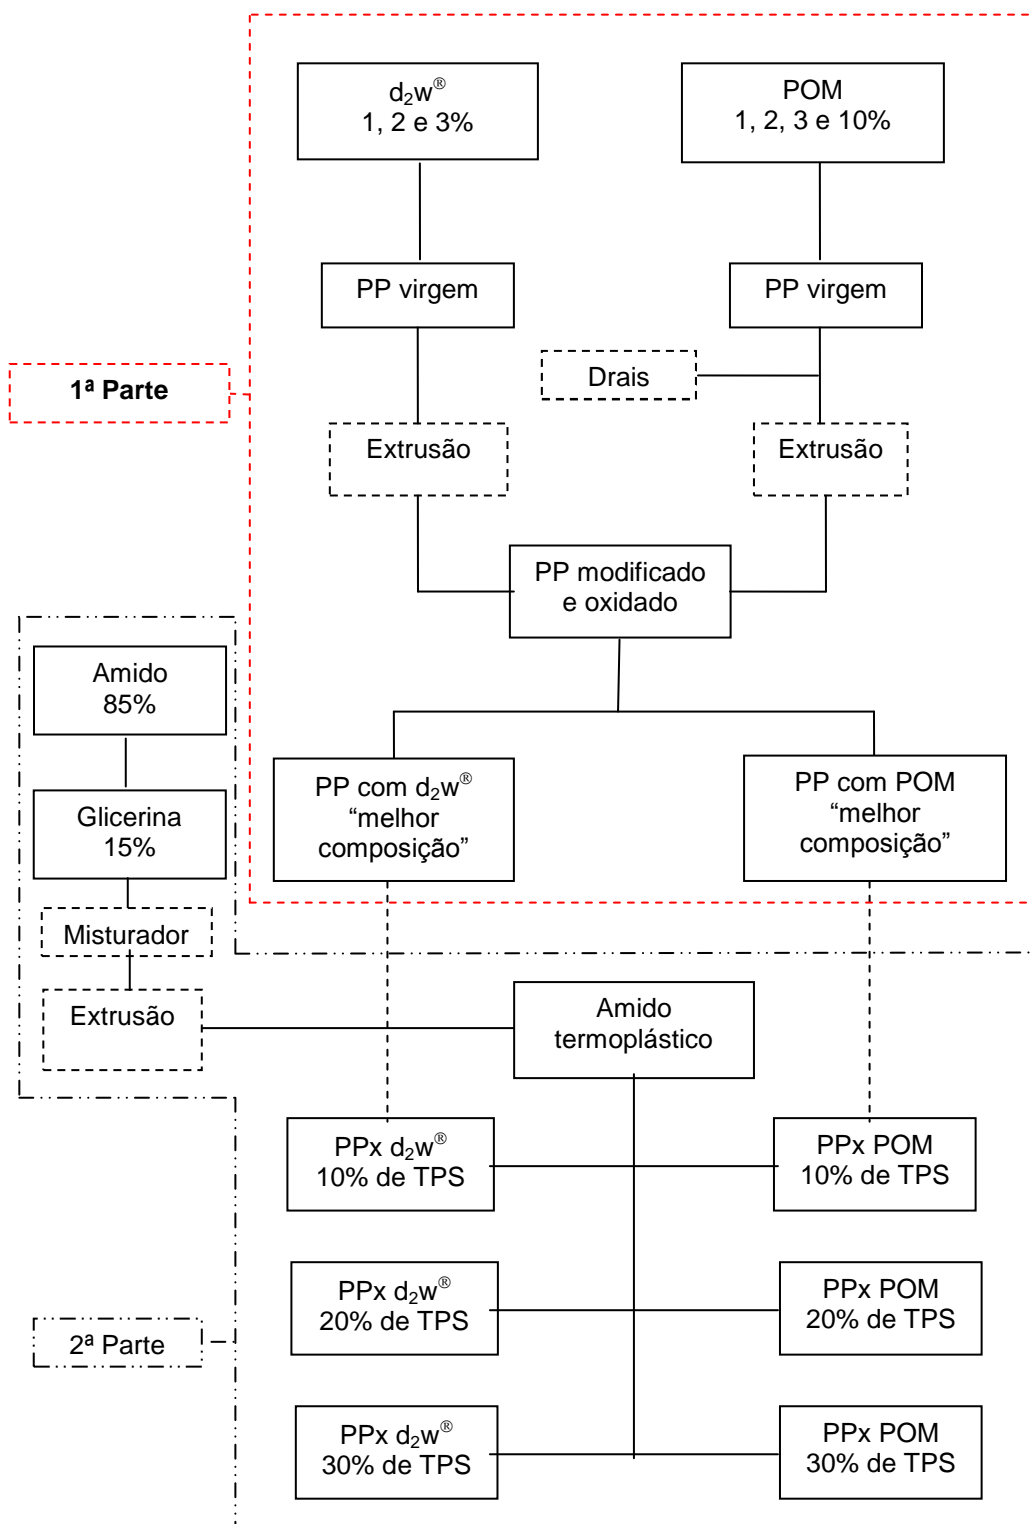 d₂w®
1, 2 e 3%
POM
1, 2, 3 e 10%
PP virgem
PP virgem
Drais
1ª Parte
Extrusão
Extrusão
PP modificado
e oxidado
Amido
85%
PP com d₂w®
“melhor
composição”
PP com POM
“melhor
composição”
Glicerina
15%
Misturador
Extrusão
Amido
termoplástico
PPx d₂w®
10% de TPS
PPx POM
10% de TPS
PPx d₂w®
20% de TPS
PPx POM
20% de TPS
2ª Parte
PPx d₂w®
30% de TPS
PPx POM
30% de TPS